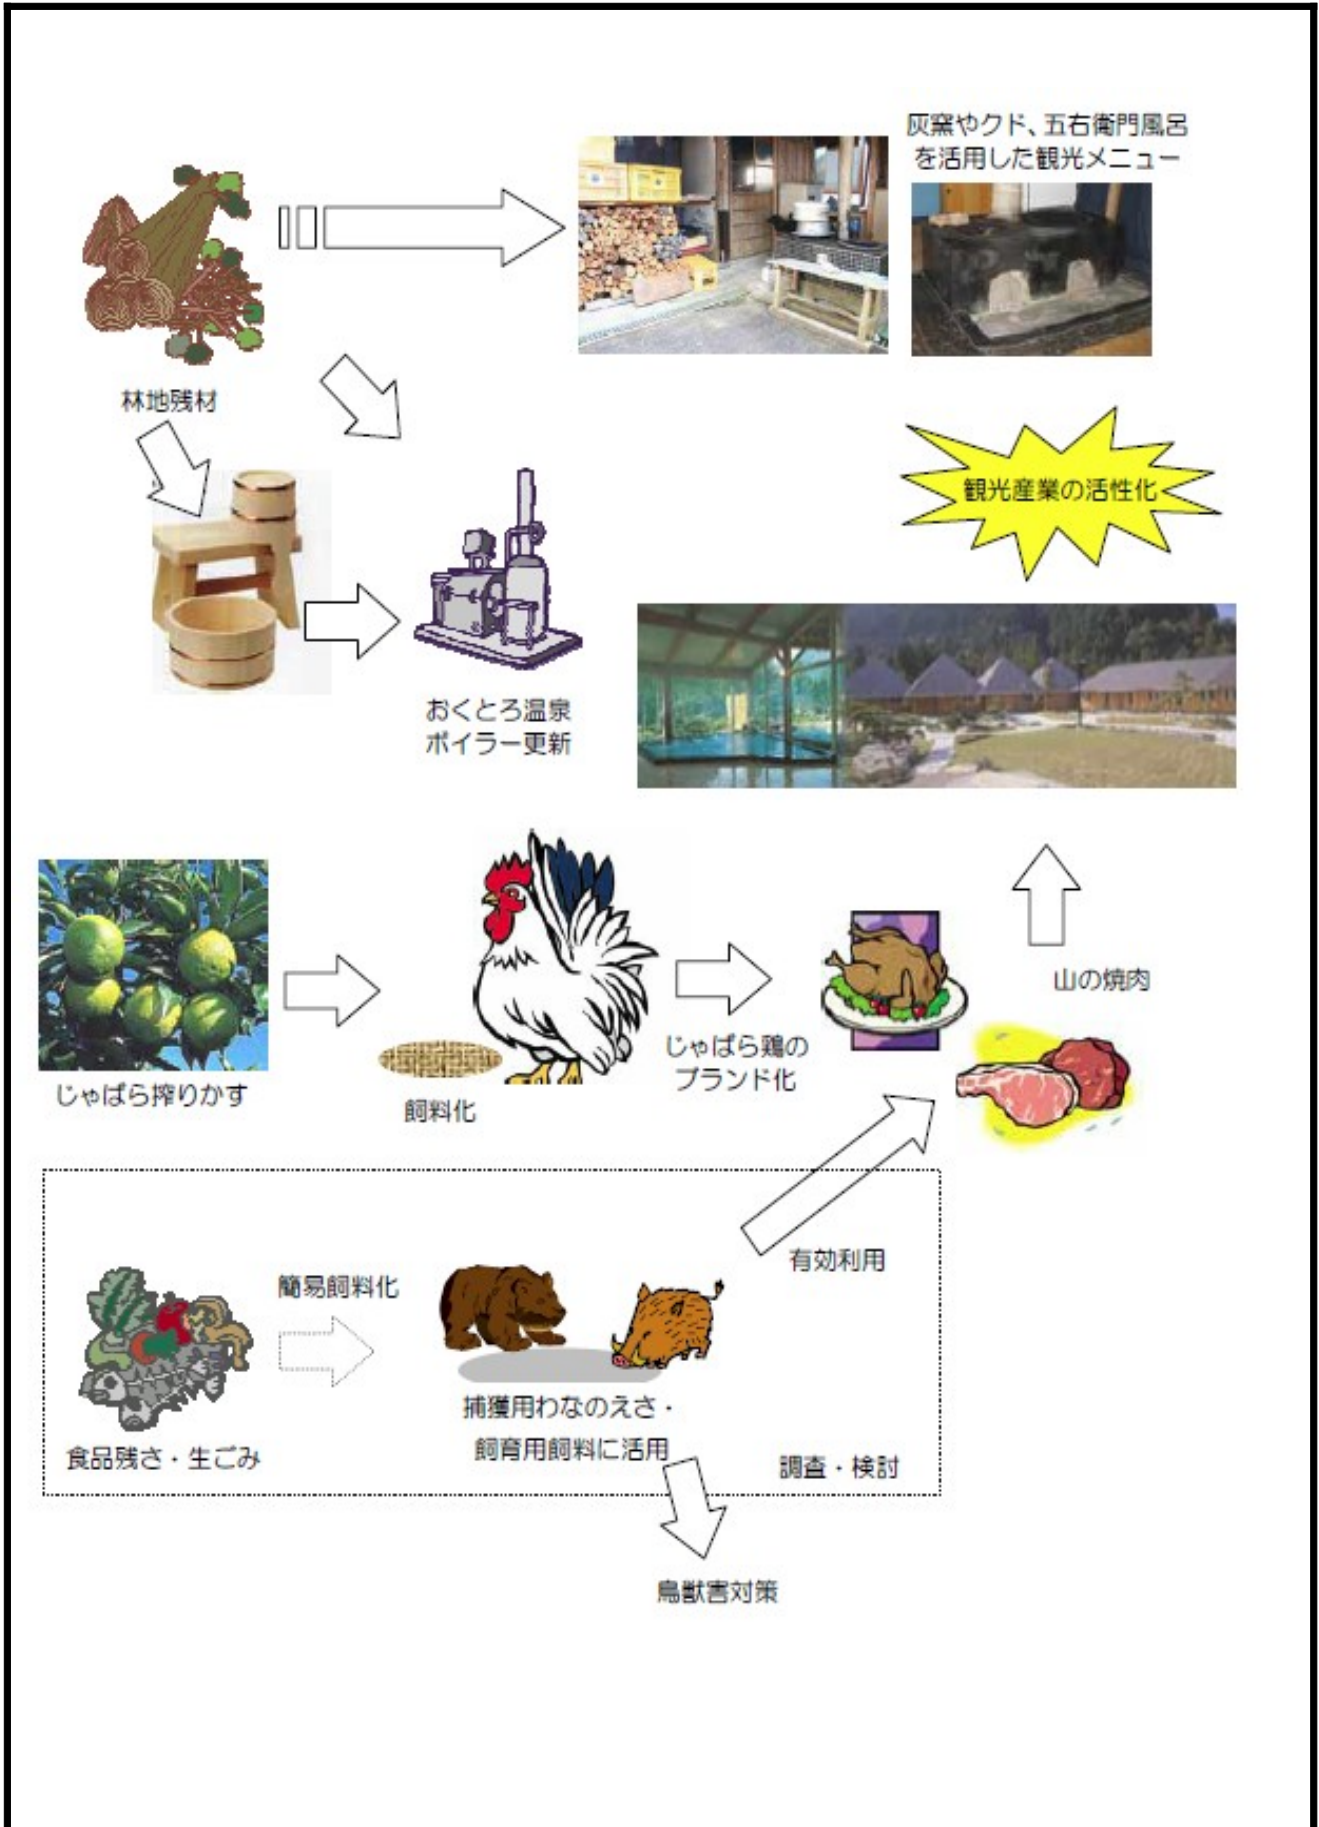 灰窯やクド、五右衛門風呂
を活用した観光メニュー
林地残材
観光産業の活性化
おくとろ温泉
ボイラー更新
山の焼肉
じゃばら鶏の
ブランド化
じゃばら搾りかす
飼料化
有効利用
簡易飼料化
捕獲用わなのえさ・
飼育用飼料に活用
食品残さ・生ごみ
調査・検討
鳥獣害対策